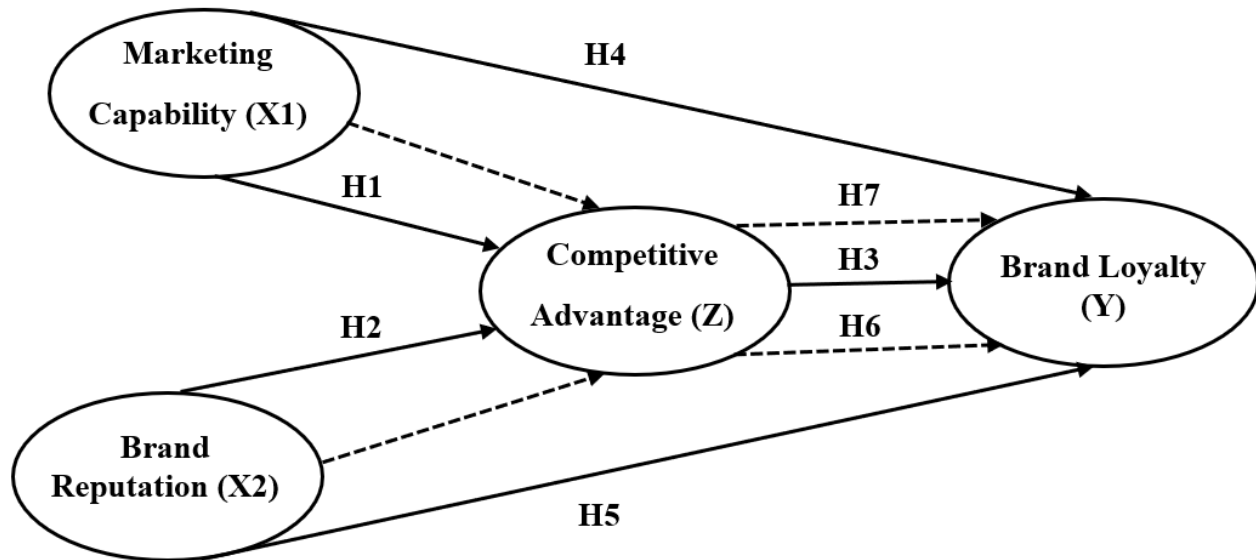 Marketing
Capability (X1)
H4
H1
H7
Competitive
Advantage (Z)
H3
Brand Loyalty
(Y)
H2
H6
Brand
Reputation (X2)
H5